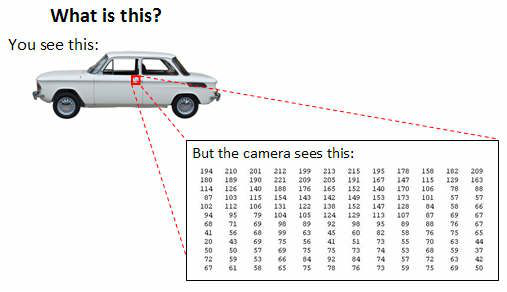 What is this?
You see this:
But the camera sees this:
194 210 201 212 199 213 215 195 178 158 182 209
180 189 190 221 209 205 191 167 147 115 129 163
114 126 140 188 176 165 152 140 170 106 78 88
87 103 115 154 143 142 149 153 173 101 57 57
102 112 106 131 122 138 152 147 128 84 58 66
94 95 79 104 105 124 129 113 107 87 69 67
68 71 69 98 89 92 98 95 89 88 76 67
41 56 68 99 63 45 60 82 58 76 75 65
20 43 69 75 56 41 51 73 55 70 63 44
50 50 57 69 75 75 73 74 53 68 59 37
72 59 53 66 84 92 84 74 57 72 63 42
67 61 58 65 75 78 76 73 59 75 69 50